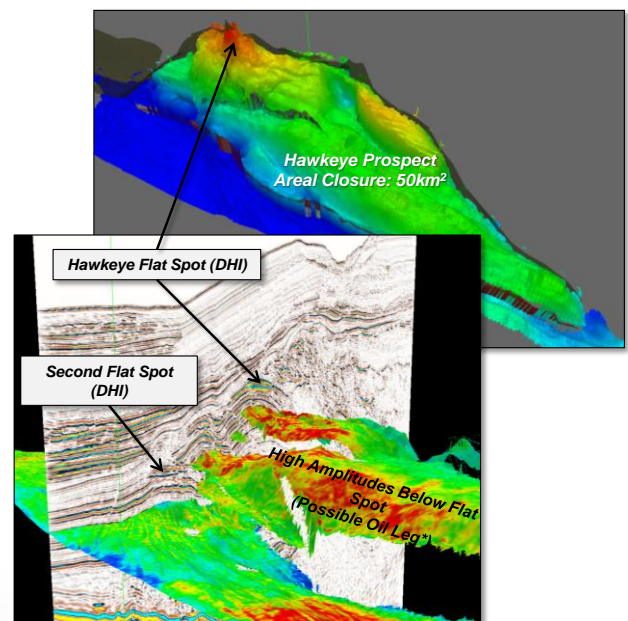 Hawkeye Prospect
Areal Closure: 50km²
Hawkeye Flat Spot (DHI)
Second Flat Spot
(DHI)
High Amplitudes Below Flat
Spot
(Possible Oil Leg*)